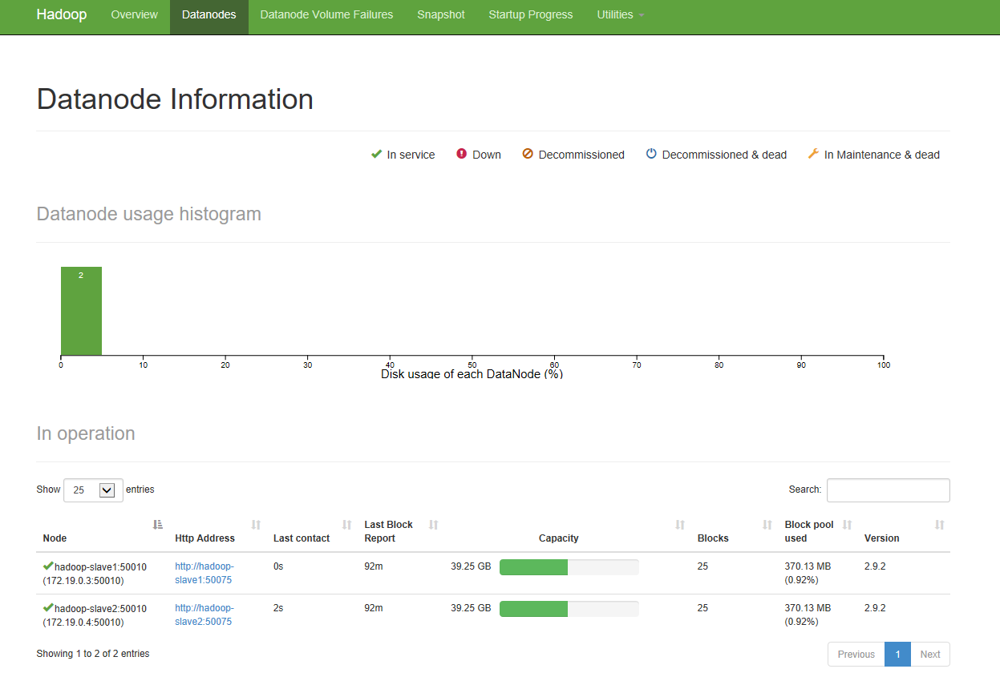 Hadoop Overview Datanodes Datanode Volume Failures Snapshot Startup Progress Utilities
Datanode Information
In service Down Decommissioned Decommissioned & dead In Maintenance & dead
Datanode usage histogram
2
0 10 20 30 40 50 60 70 80 90 100
Disk usage of each DataNode (%)
In operation
Show 25 entries Search:
Node Http Address Last contact Last Block Report Capacity Blocks Block pool used Version
hadoop-slave1:50010 http://hadoop- 0s 92m 39.25 GB 25 370.13 MB 2.9.2
(172.19.0.3:50010) slave1:50075 (0.92%)
hadoop-slave2:50010 http://hadoop- 2s 92m 39.25 GB 25 370.13 MB 2.9.2
(172.19.0.4:50010) slave2:50075 (0.92%)
Showing 1 to 2 of 2 entries Previous 1 Next